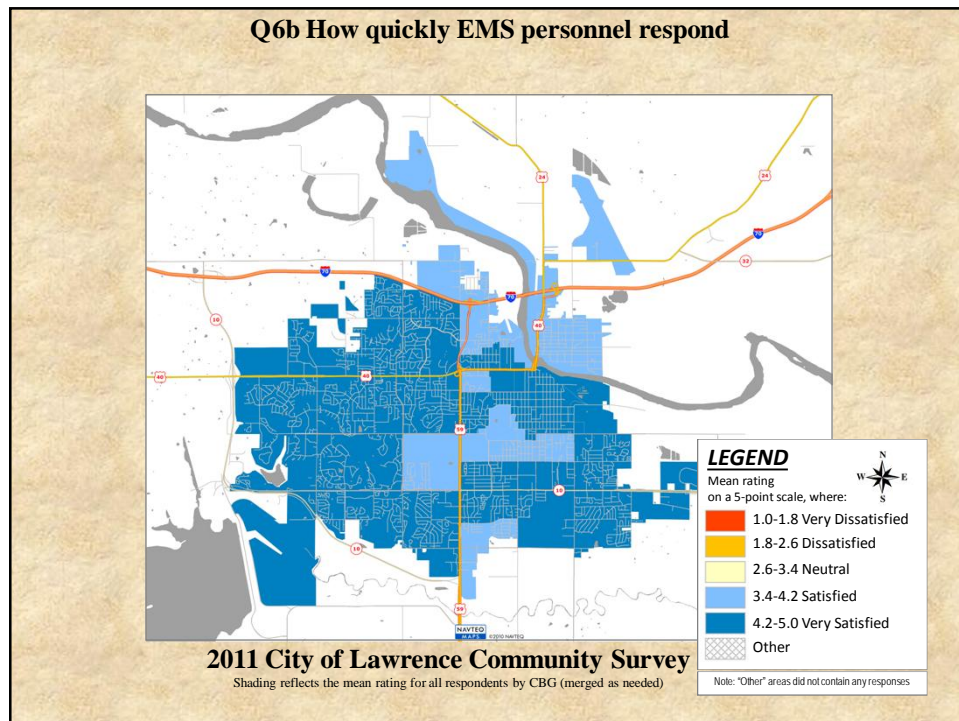 Q6b How quickly EMS personnel respond
24
24
70
32
70
70
10
40
40
40
59
10
10
59
NAVTEQ
MAPS
©2010 NAVTEQ
LEGEND
Mean rating
on a 5-point scale, where:
N
W
E
S
1.0-1.8 Very Dissatisfied
1.8-2.6 Dissatisfied
2.6-3.4 Neutral
3.4-4.2 Satisfied
4.2-5.0 Very Satisfied
Other
2011 City of Lawrence Community Survey
Shading reflects the mean rating for all respondents by CBG (merged as needed)
Note: "Other" areas did not contain any responses